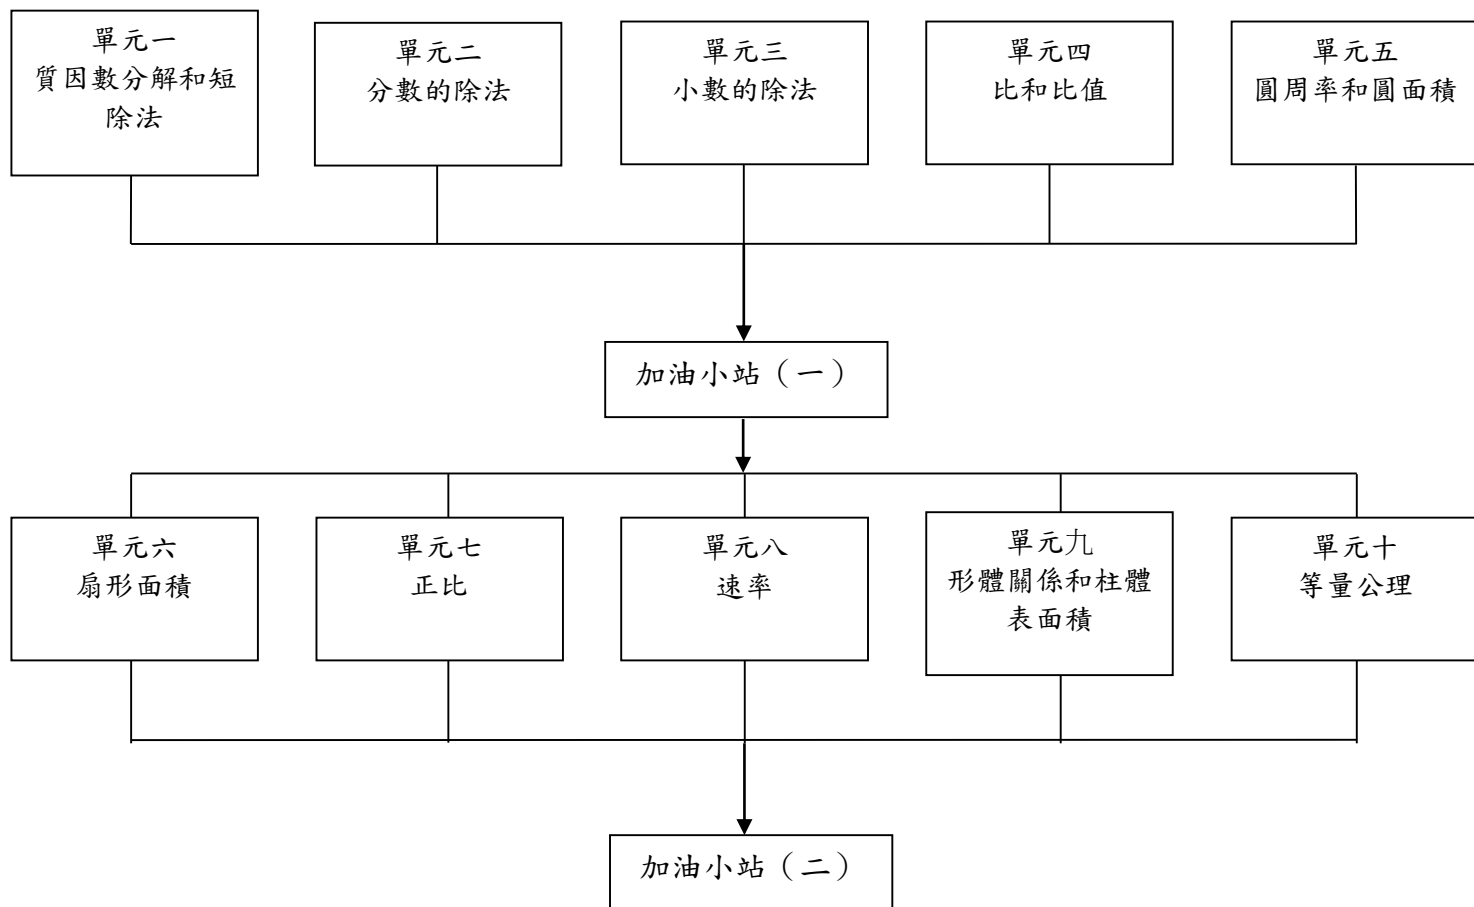 單元一
質因數分解和短
除法
單元二
分數的除法
單元三
小數的除法
單元四
比和比值
單元五
圓周率和圓面積
加油小站（一）
單元六
扇形面積
單元七
正比
單元八
速率
單元九
形體關係和柱體
表面積
單元十
等量公理
加油小站（二）